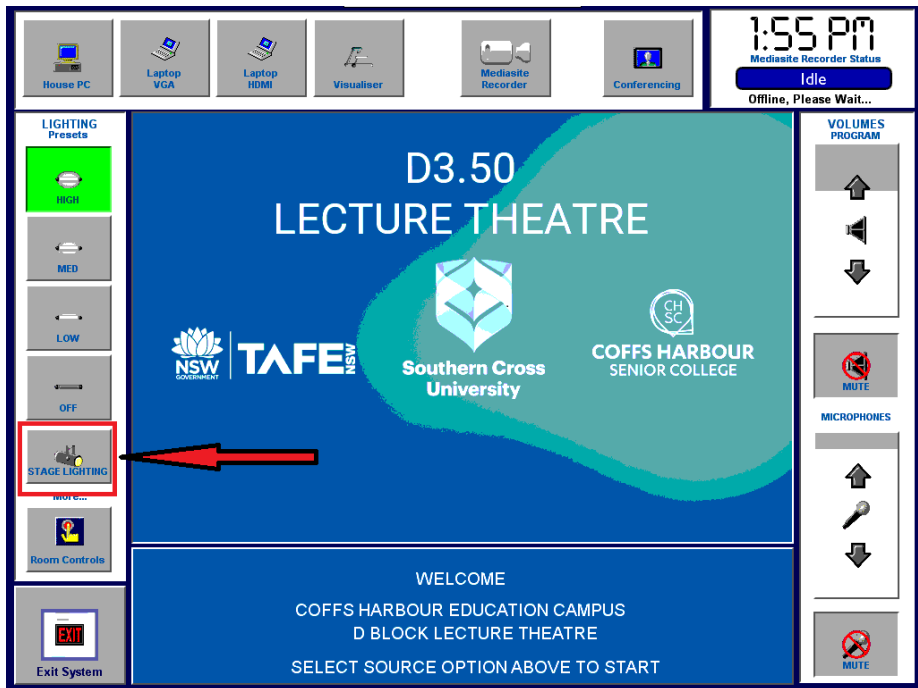 House PC
Laptop
VGA
Laptop
HDMI
Visualiser
Mediasite
Recorder
Conferencing
1:55 PM
Mediasite Recorder Status
Idle
Offline, Please Wait...
LIGHTING
Presets
HIGH
MED
LOW
OFF
STAGE LIGHTING
More...
Room Controls
EXIT
Exit System
D3.50
LECTURE THEATRE
NSW
GOVERNMENT
TAFE NSW
Southern Cross
University
CH
SC
COFFS HARBOUR
SENIOR COLLEGE
WELCOME
COFFS HARBOUR EDUCATION CAMPUS
D BLOCK LECTURE THEATRE
SELECT SOURCE OPTION ABOVE TO START
VOLUMES
PROGRAM
MUTE
MICROPHONES
MUTE